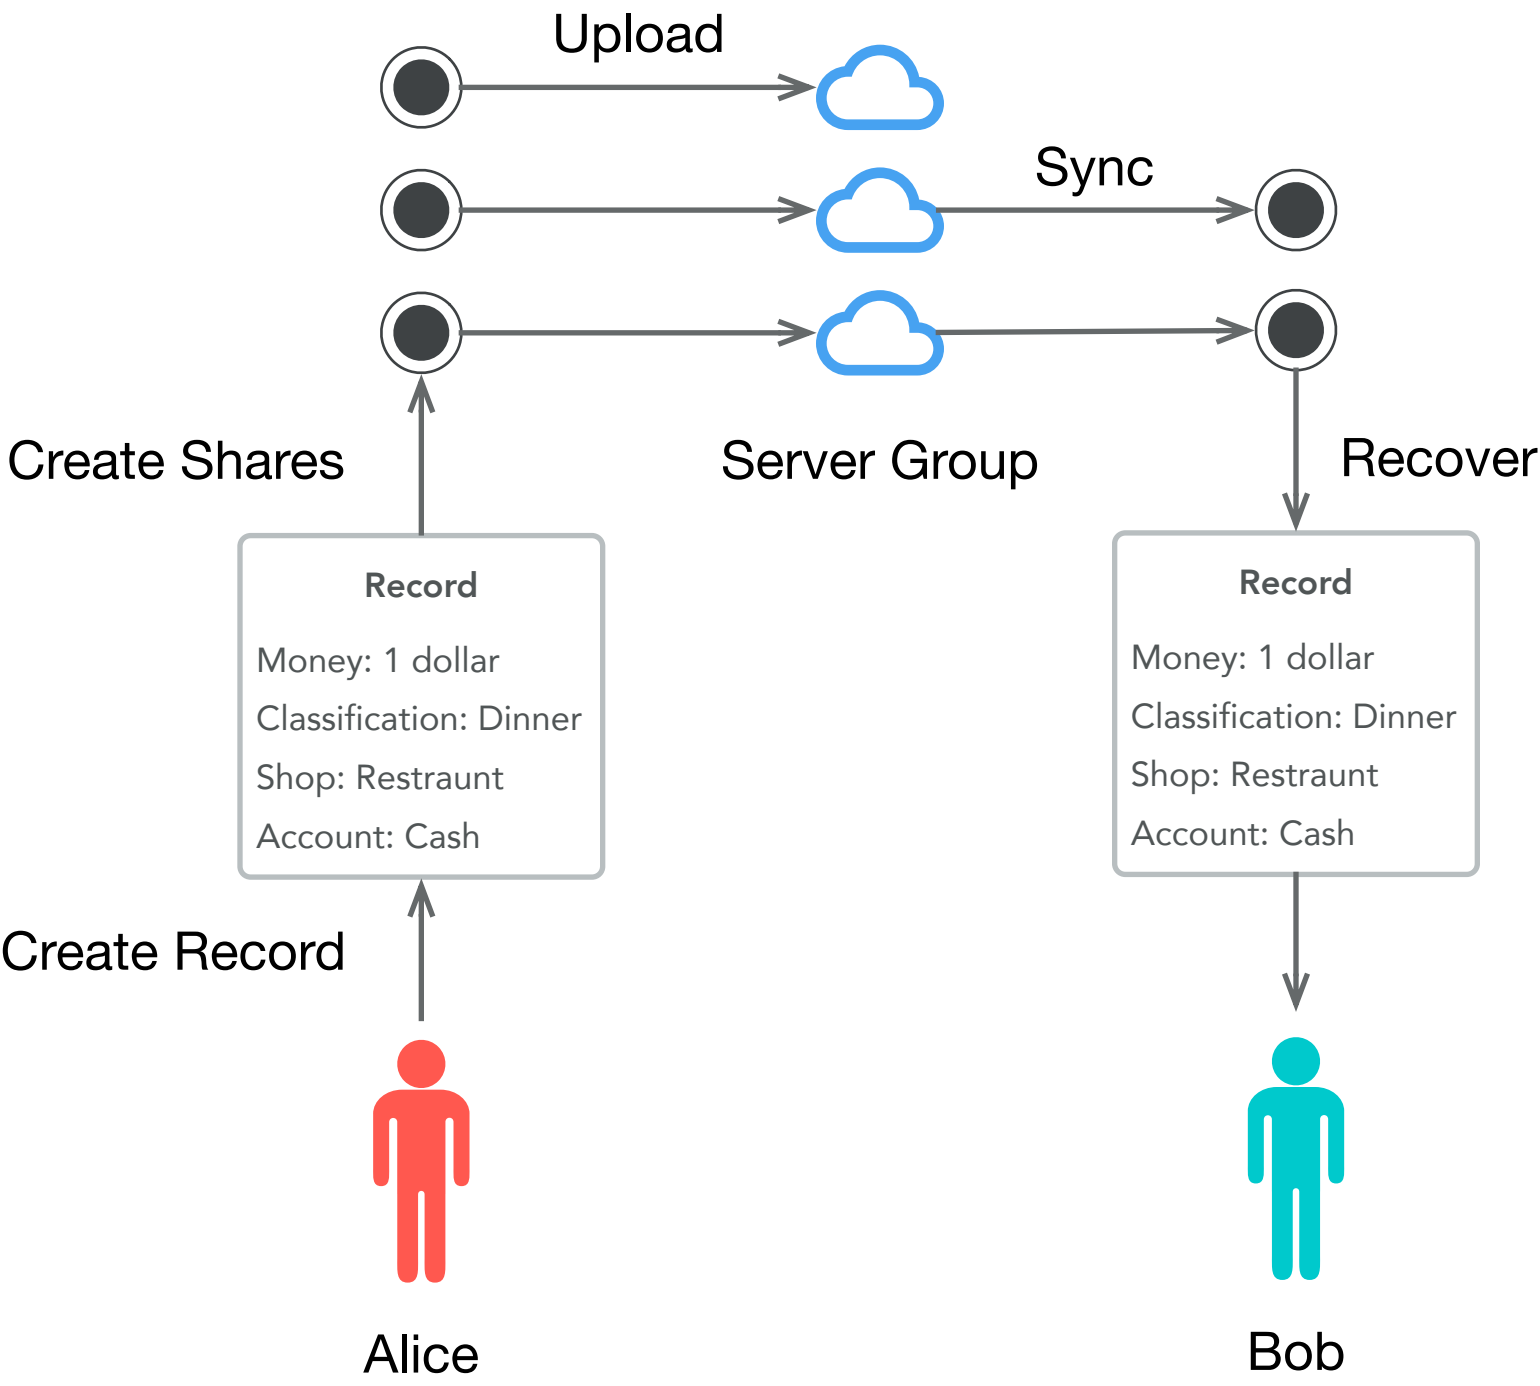 Upload
Sync
Create Shares
Server Group
Recover
Record
Money: 1 dollar
Classification: Dinner
Shop: Restraunt
Account: Cash
Record
Money: 1 dollar
Classification: Dinner
Shop: Restraunt
Account: Cash
Create Record
Alice
Bob